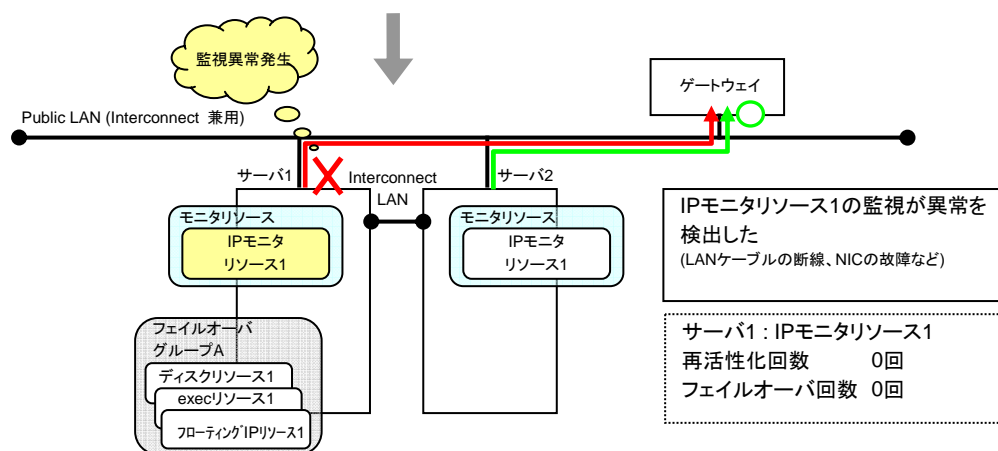 監視異常発生
ゲートウェイ
Public LAN (Interconnect 兼用)
サーバ1
Interconnect
LAN
サーバ2
モニタリソース
IPモニタ
リソース1
モニタリソース
IPモニタ
リソース1
IPモニタリソース1の監視が異常を
検出した
(LANケーブルの断線、NICの故障など)
フェイルオーバ
グループA
ディスクリソース1
execリソース1
フローティングIPリソース1
サーバ1 : IPモニタリソース1
再活性化回数 0回
フェイルオーバ回数 0回